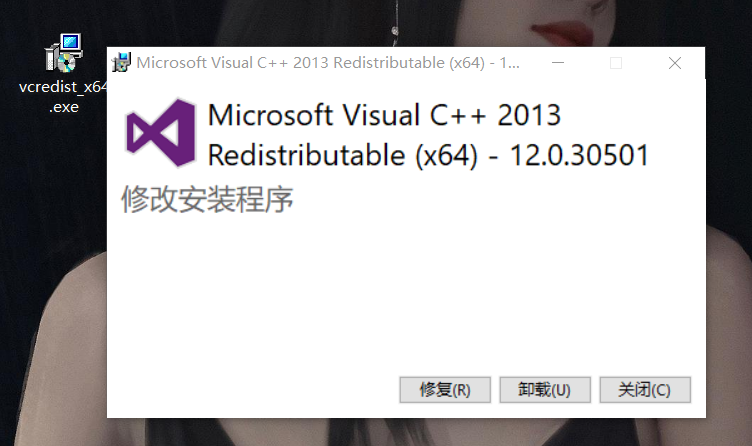 Microsoft Visual C++ 2013 Redistributable (x64) - 1...
vcredist_x64
.exe
Microsoft Visual C++ 2013
Redistributable (x64) - 12.0.30501
修改安装程序
修复(R)
卸载(U)
关闭(C)